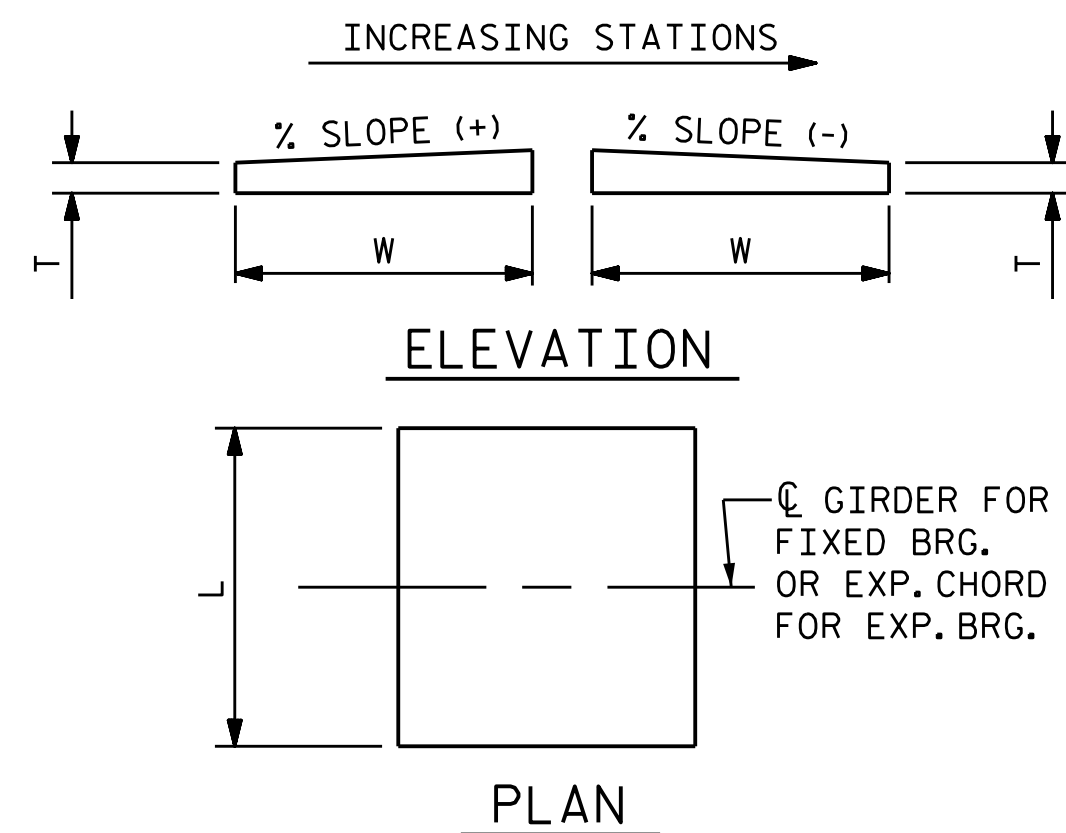 INCREASING STATIONS
% SLOPE (+)
% SLOPE (-)
T
W
W
T
ELEVATION
L
℄ GIRDER FOR
FIXED BRG.
OR EXP. CHORD
FOR EXP. BRG.
PLAN